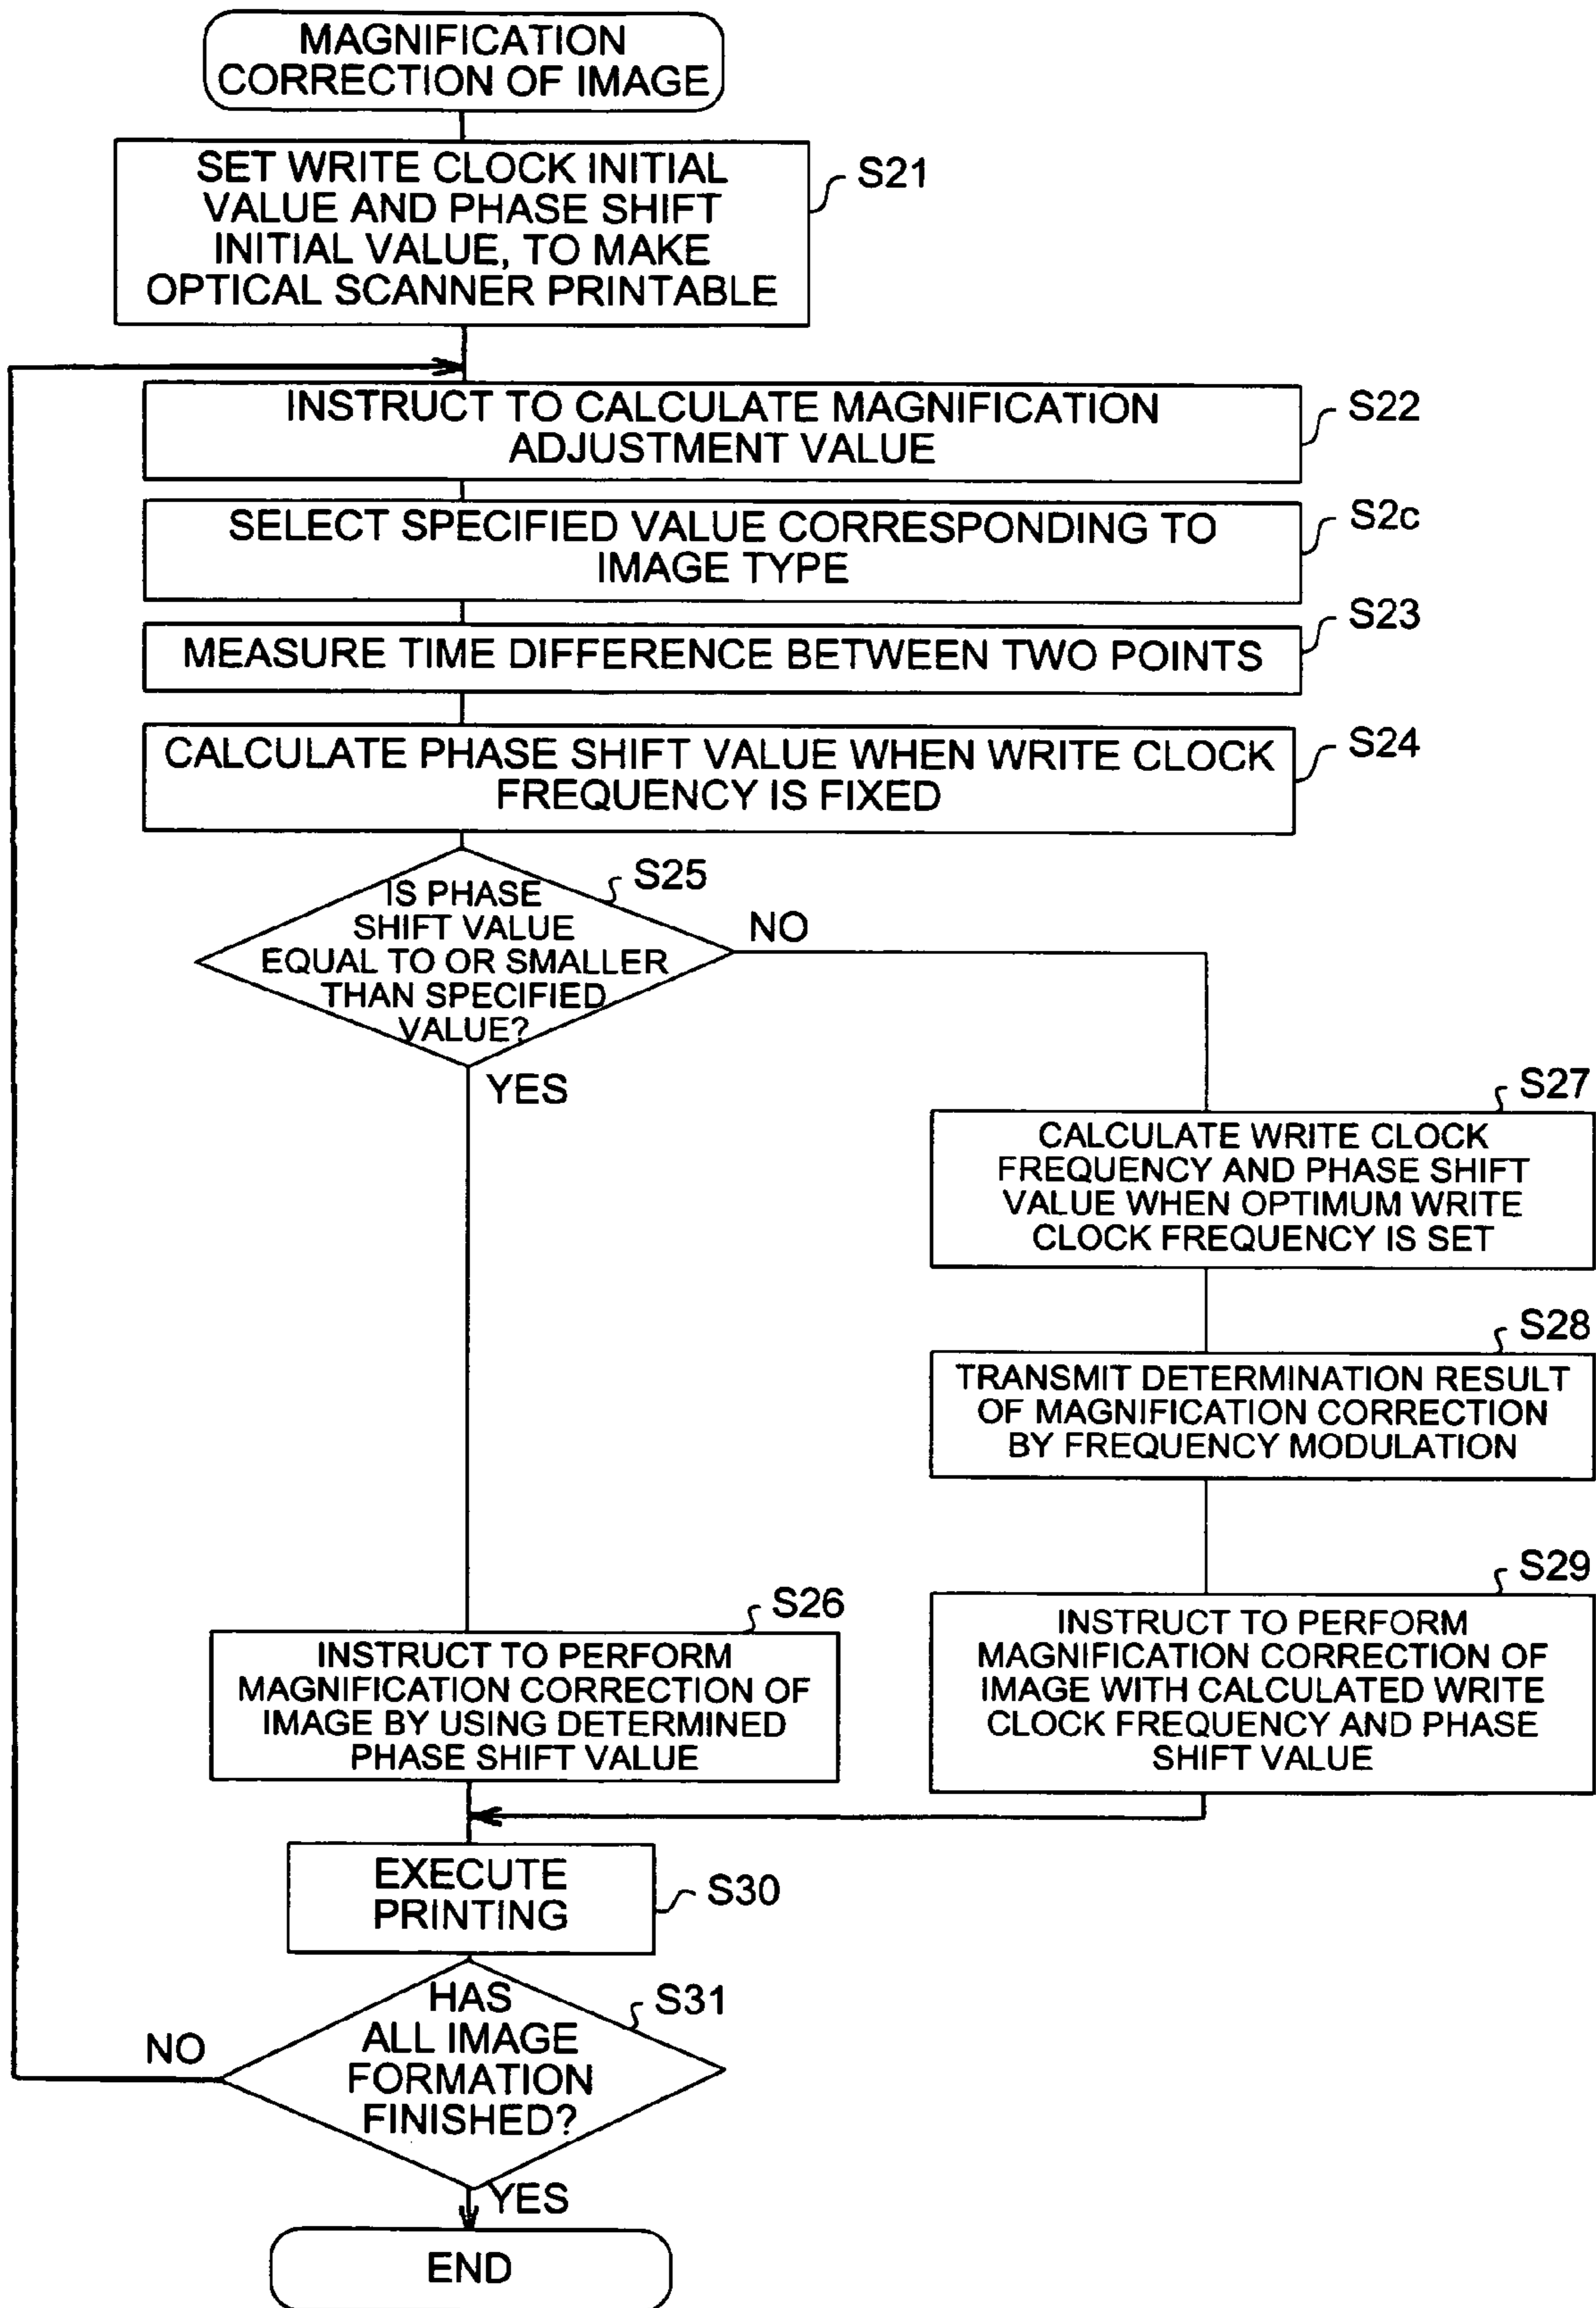 MAGNIFICATION
CORRECTION OF IMAGE
SET WRITE CLOCK INITIAL
VALUE AND PHASE SHIFT
INITIAL VALUE, TO MAKE
OPTICAL SCANNER PRINTABLE
S21
INSTRUCT TO CALCULATE MAGNIFICATION
ADJUSTMENT VALUE
S22
SELECT SPECIFIED VALUE CORRESPONDING TO
IMAGE TYPE
S2c
MEASURE TIME DIFFERENCE BETWEEN TWO POINTS
S23
CALCULATE PHASE SHIFT VALUE WHEN WRITE CLOCK
FREQUENCY IS FIXED
S24
IS PHASE
SHIFT VALUE
EQUAL TO OR SMALLER
THAN SPECIFIED
VALUE?
S25
NO
YES
S27
CALCULATE WRITE CLOCK
FREQUENCY AND PHASE SHIFT
VALUE WHEN OPTIMUM WRITE
CLOCK FREQUENCY IS SET
S28
TRANSMIT DETERMINATION RESULT
OF MAGNIFICATION CORRECTION
BY FREQUENCY MODULATION
S29
INSTRUCT TO PERFORM
MAGNIFICATION CORRECTION OF
IMAGE WITH CALCULATED WRITE
CLOCK FREQUENCY AND PHASE
SHIFT VALUE
S26
INSTRUCT TO PERFORM
MAGNIFICATION CORRECTION OF
IMAGE BY USING DETERMINED
PHASE SHIFT VALUE
EXECUTE
PRINTING
S30
HAS
ALL IMAGE
FORMATION
FINISHED?
S31
NO
YES
END